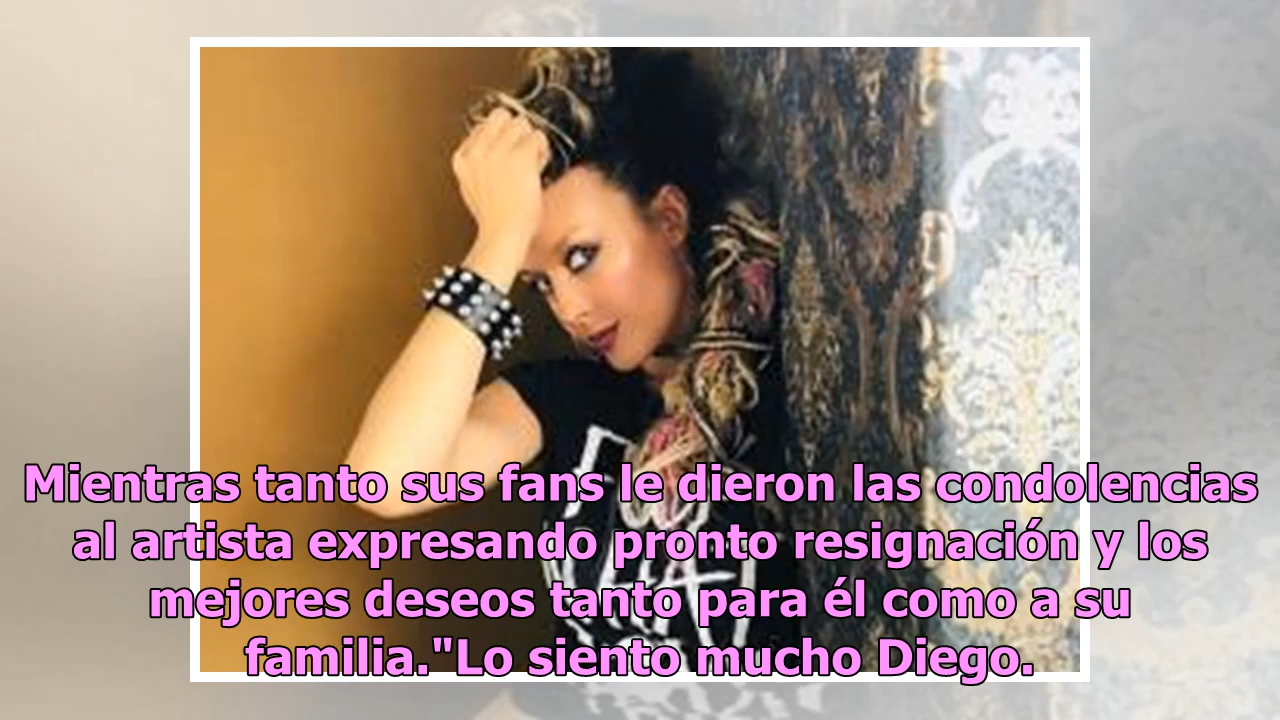 Mientras tanto sus fans le dieron las condolencias
al artista expresando pronto resignación y los
mejores deseos tanto para él como a su
familia."Lo siento mucho Diego.